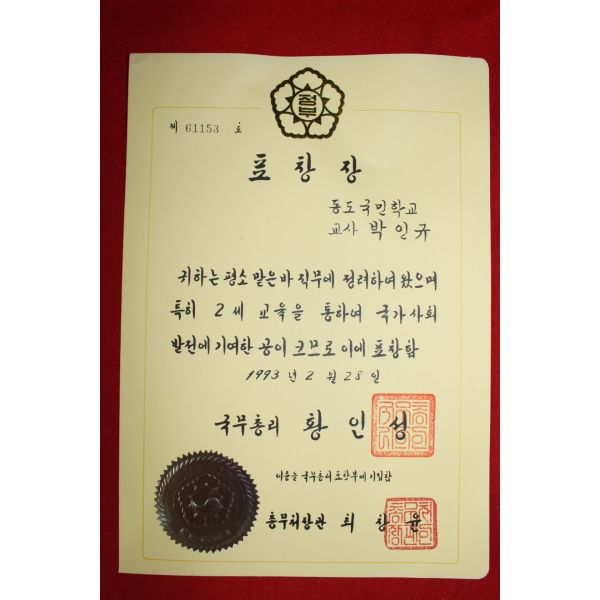 정부
제 61153 호
표창장
동도국민학교
교사 박인규
귀하는 평소 맡은바 직무에 정려하여 왔으며
특히 2세 교육을 통하여 국가사회
발전에 기여한 공이 크므로 이에 표창함
1993년 2월 28일
국무총리 황인성
이음을 국무총리 표창부에 기입함
총무처장관 최창윤